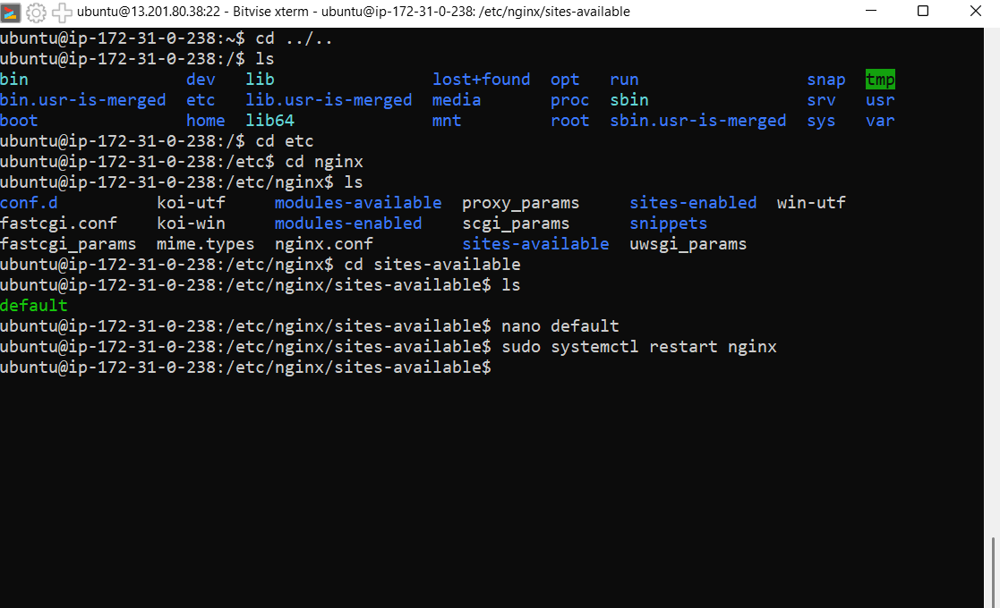 ubuntu@13.201.80.38:22 - Bitvise xterm - ubuntu@ip-172-31-0-238: /etc/nginx/sites-available
ubuntu@ip-172-31-0-238:~$ cd ../..
ubuntu@ip-172-31-0-238:/$ ls
bin dev lib lost+found opt run snap tmp
bin.usr-is-merged etc lib.usr-is-merged media proc sbin srv usr
boot home lib64 mnt root sbin.usr-is-merged sys var
ubuntu@ip-172-31-0-238:/$ cd etc
ubuntu@ip-172-31-0-238:/etc$ cd nginx
ubuntu@ip-172-31-0-238:/etc/nginx$ ls
conf.d koi-utf modules-available proxy_params sites-enabled win-utf
fastcgi.conf koi-win modules-enabled scgi_params snippets
fastcgi_params mime.types nginx.conf sites-available uwsgi_params
ubuntu@ip-172-31-0-238:/etc/nginx$ cd sites-available
ubuntu@ip-172-31-0-238:/etc/nginx/sites-available$ ls
default
ubuntu@ip-172-31-0-238:/etc/nginx/sites-available$ nano default
ubuntu@ip-172-31-0-238:/etc/nginx/sites-available$ sudo systemctl restart nginx
ubuntu@ip-172-31-0-238:/etc/nginx/sites-available$